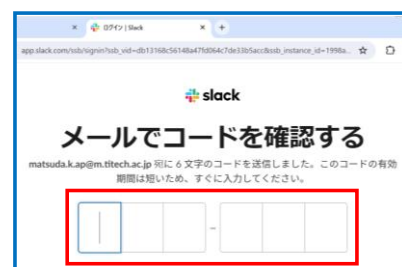 ログイン | Slack
app.slack.com/ssb/signin?ssb_vid=db13168c56148a47fd064c7de33b5acc&ssb_instance_id=1998a...
slack
メールでコードを確認する
matsuda.k.ap@m.titech.ac.jp 宛に 6 文字のコードを送信しました。このコードの有効
期間は短いため、すぐに入力してください。
–